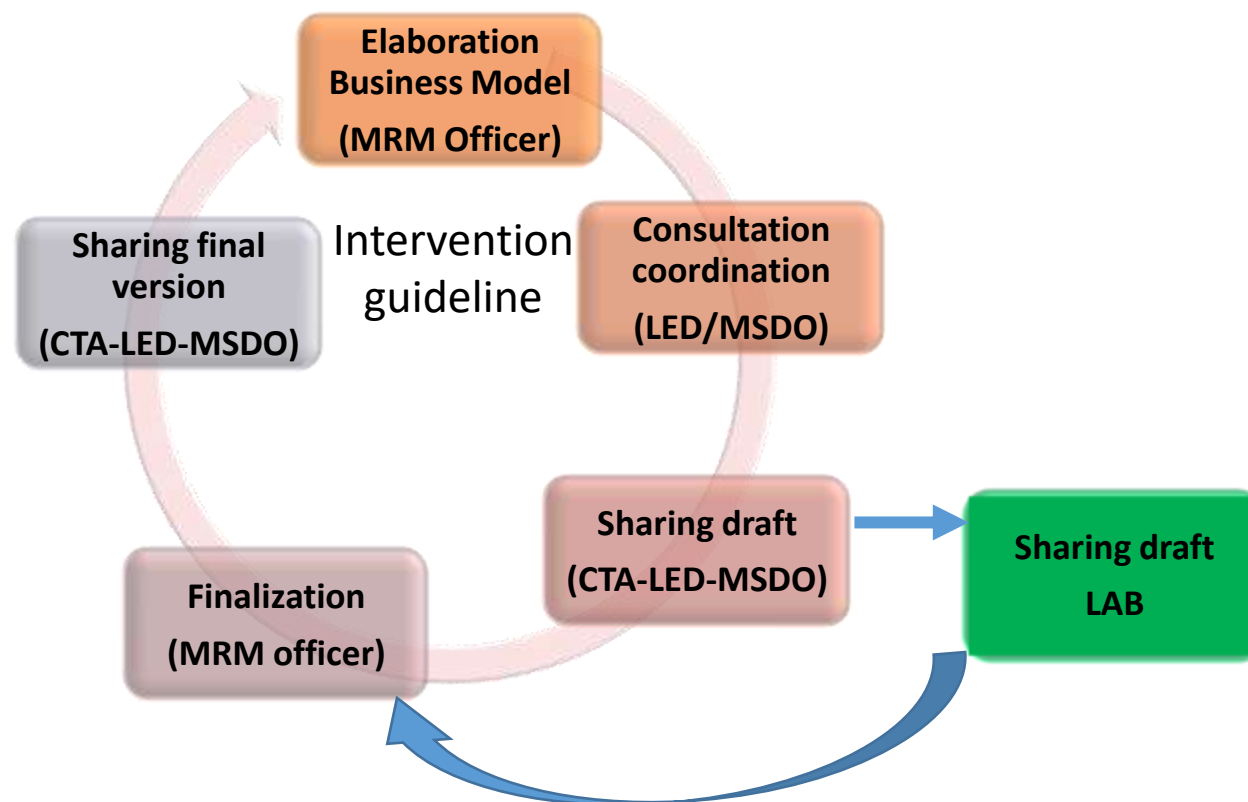 Elaboration
Business Model
(MRM Officer)
Intervention
guideline
Consultation
coordination
(LED/MSDO)
Sharing draft
(CTA-LED-MSDO)
Sharing draft
LAB
Finalization
(MRM officer)
Sharing final
version
(CTA-LED-MSDO)